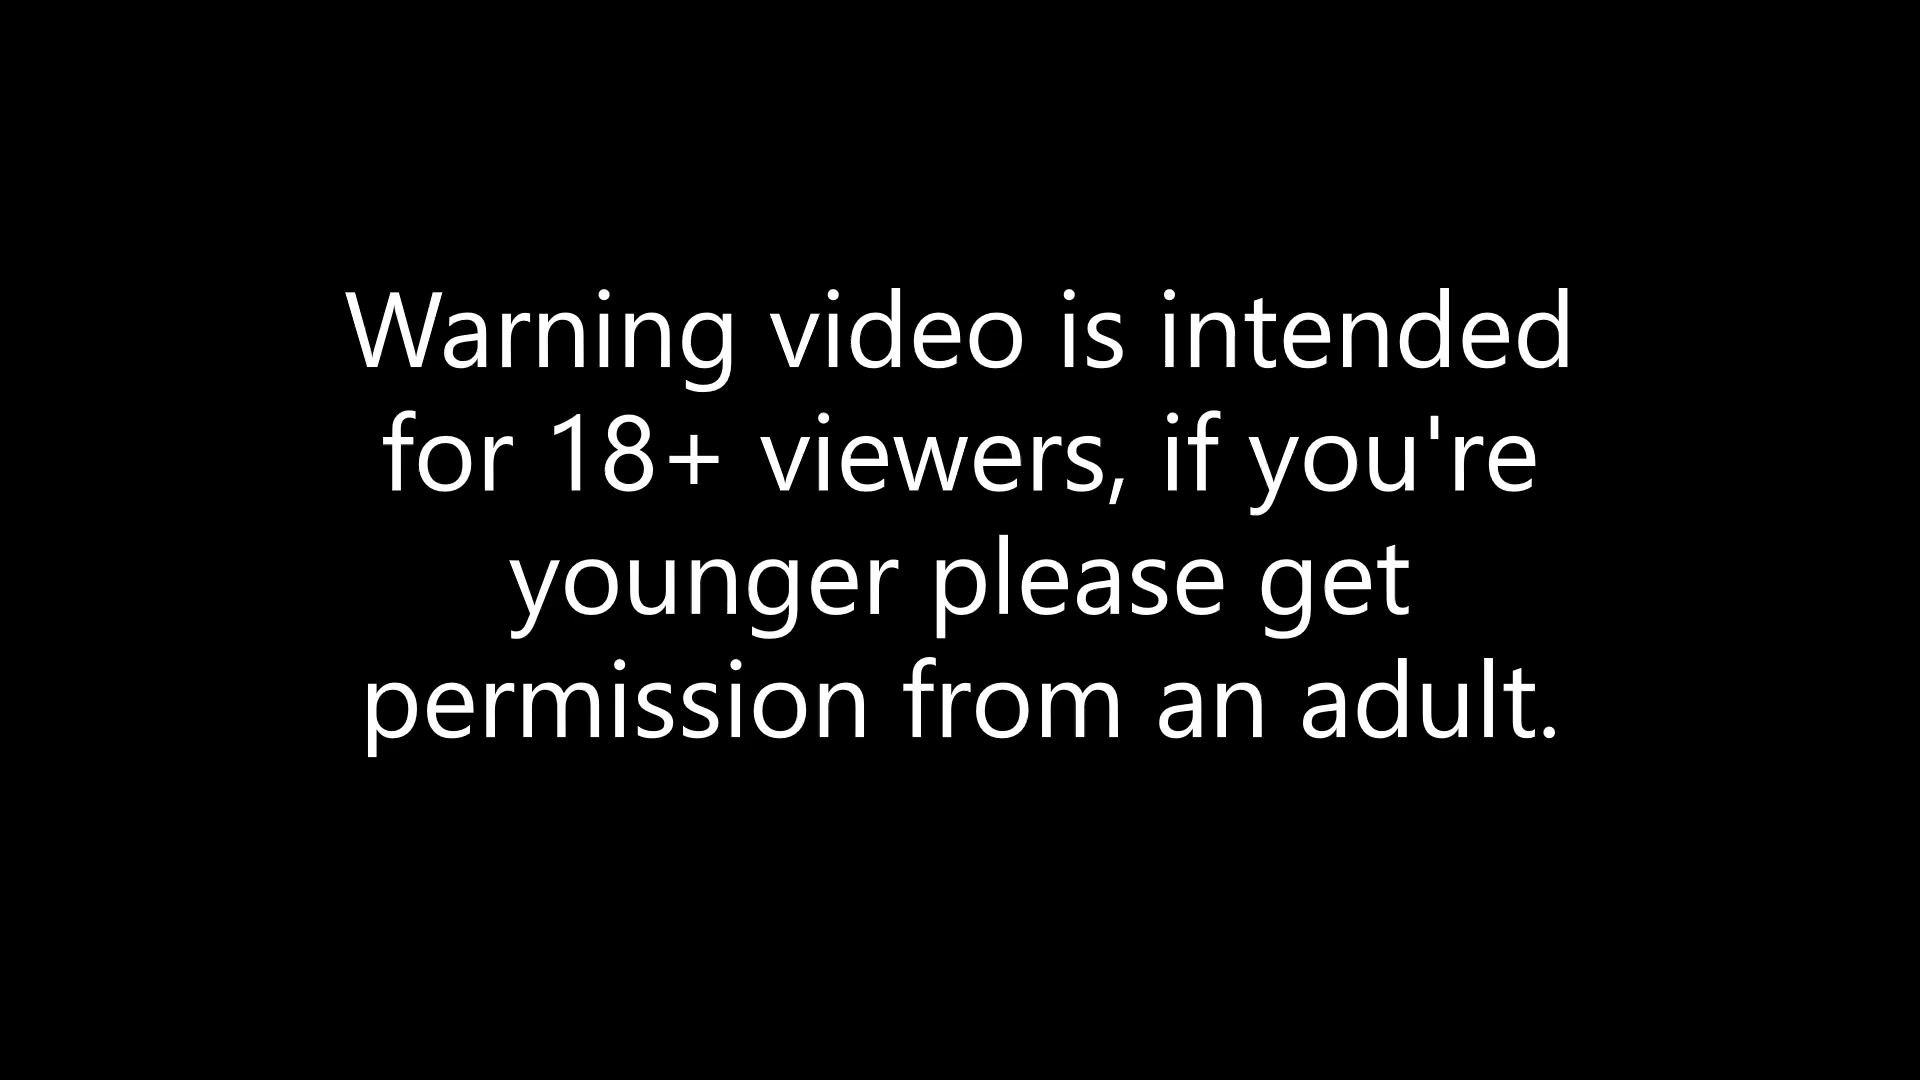 Warning video is intended
for 18+ viewers, if you're
younger please get
permission from an adult.